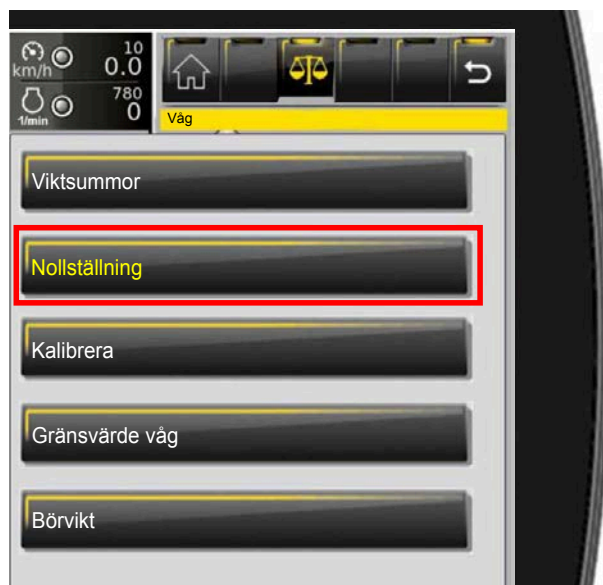 km/h 10
0.0
1/min 780
0
Våg
Viktsummor
Nollställning
Kalibrera
Gränsvärde våg
Börvikt